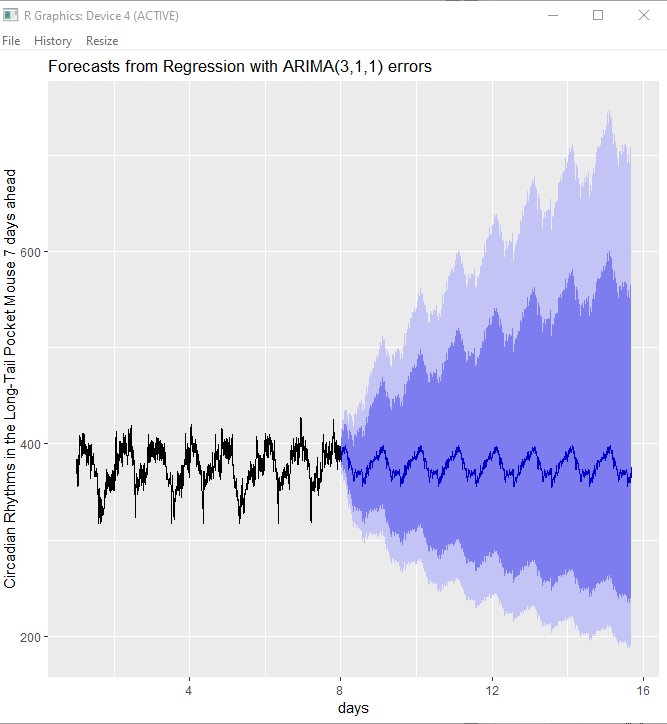 R Graphics: Device 4 (ACTIVE)
File History Resize
Forecasts from Regression with ARIMA(3,1,1) errors
Circadian Rhythms in the Long-Tail Pocket Mouse 7 days ahead
600
400
200
4 8 12 16
days